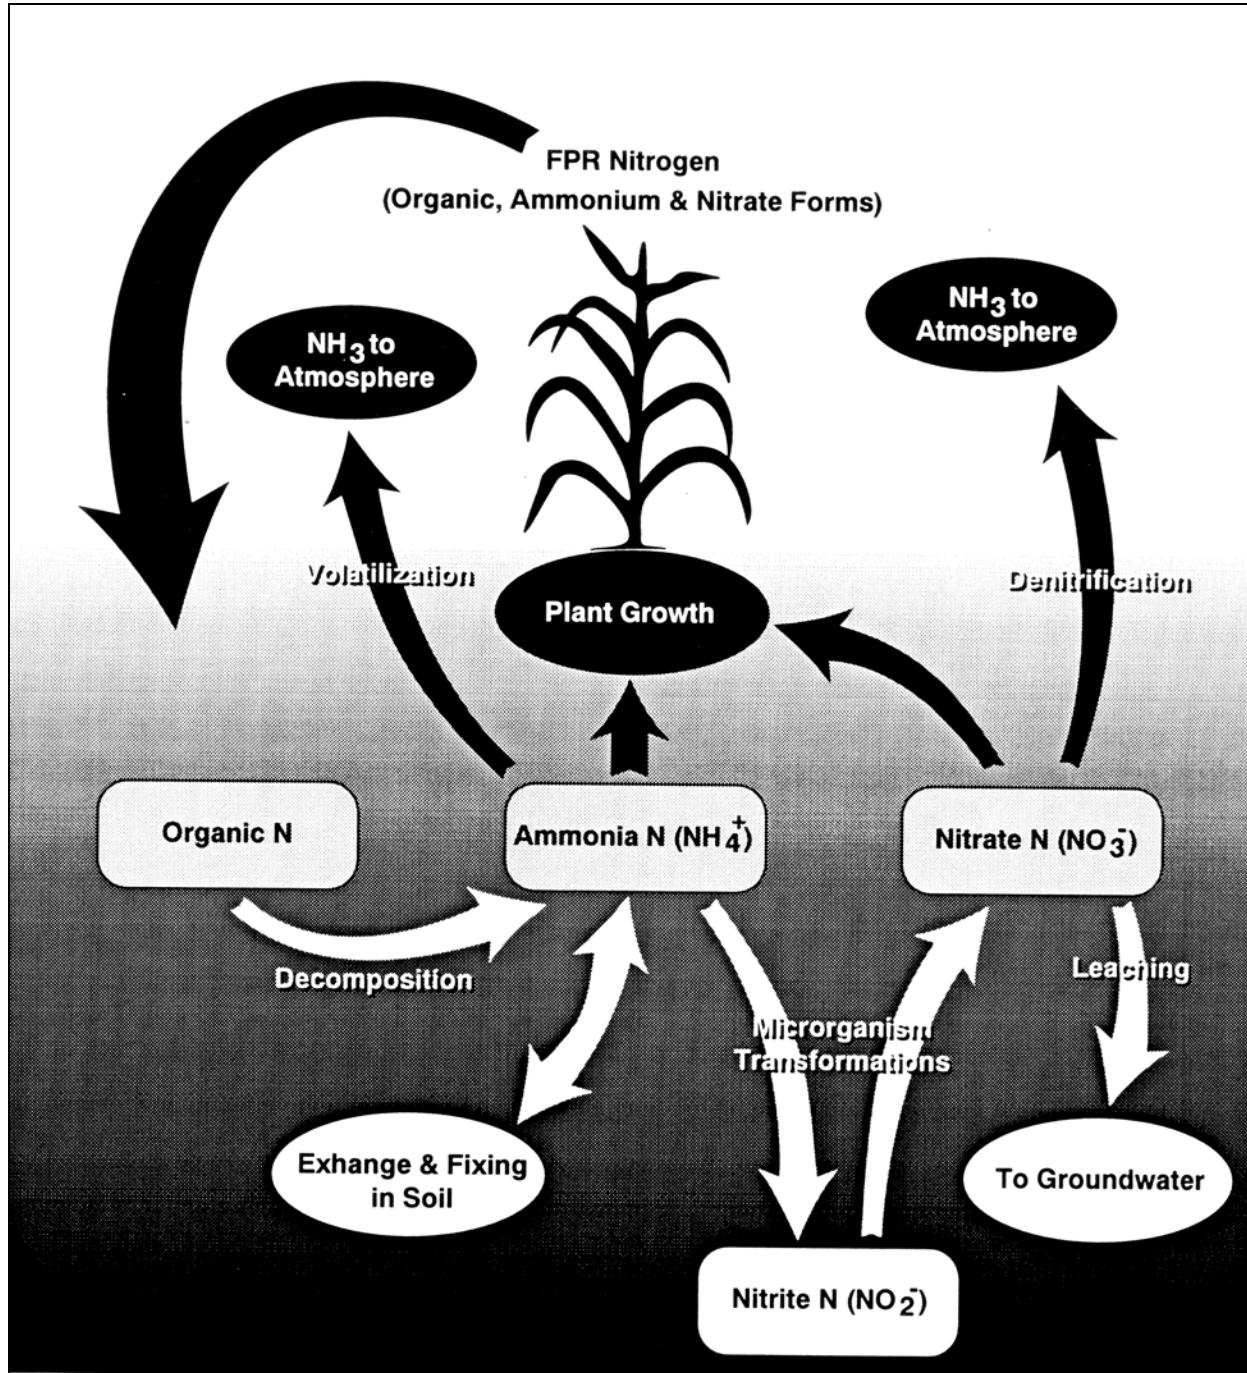 FPR Nitrogen
(Organic, Ammonium & Nitrate Forms)
NH3 to
Atmosphere
NH3 to
Atmosphere
Volatilization
Plant Growth
Denitrification
Organic N
Ammonia N (NH4+)
Nitrate N (NO3-)
Decomposition
Leaching
Microrganism
Transformations
Exhange & Fixing
in Soil
To Groundwater
Nitrite N (NO2-)